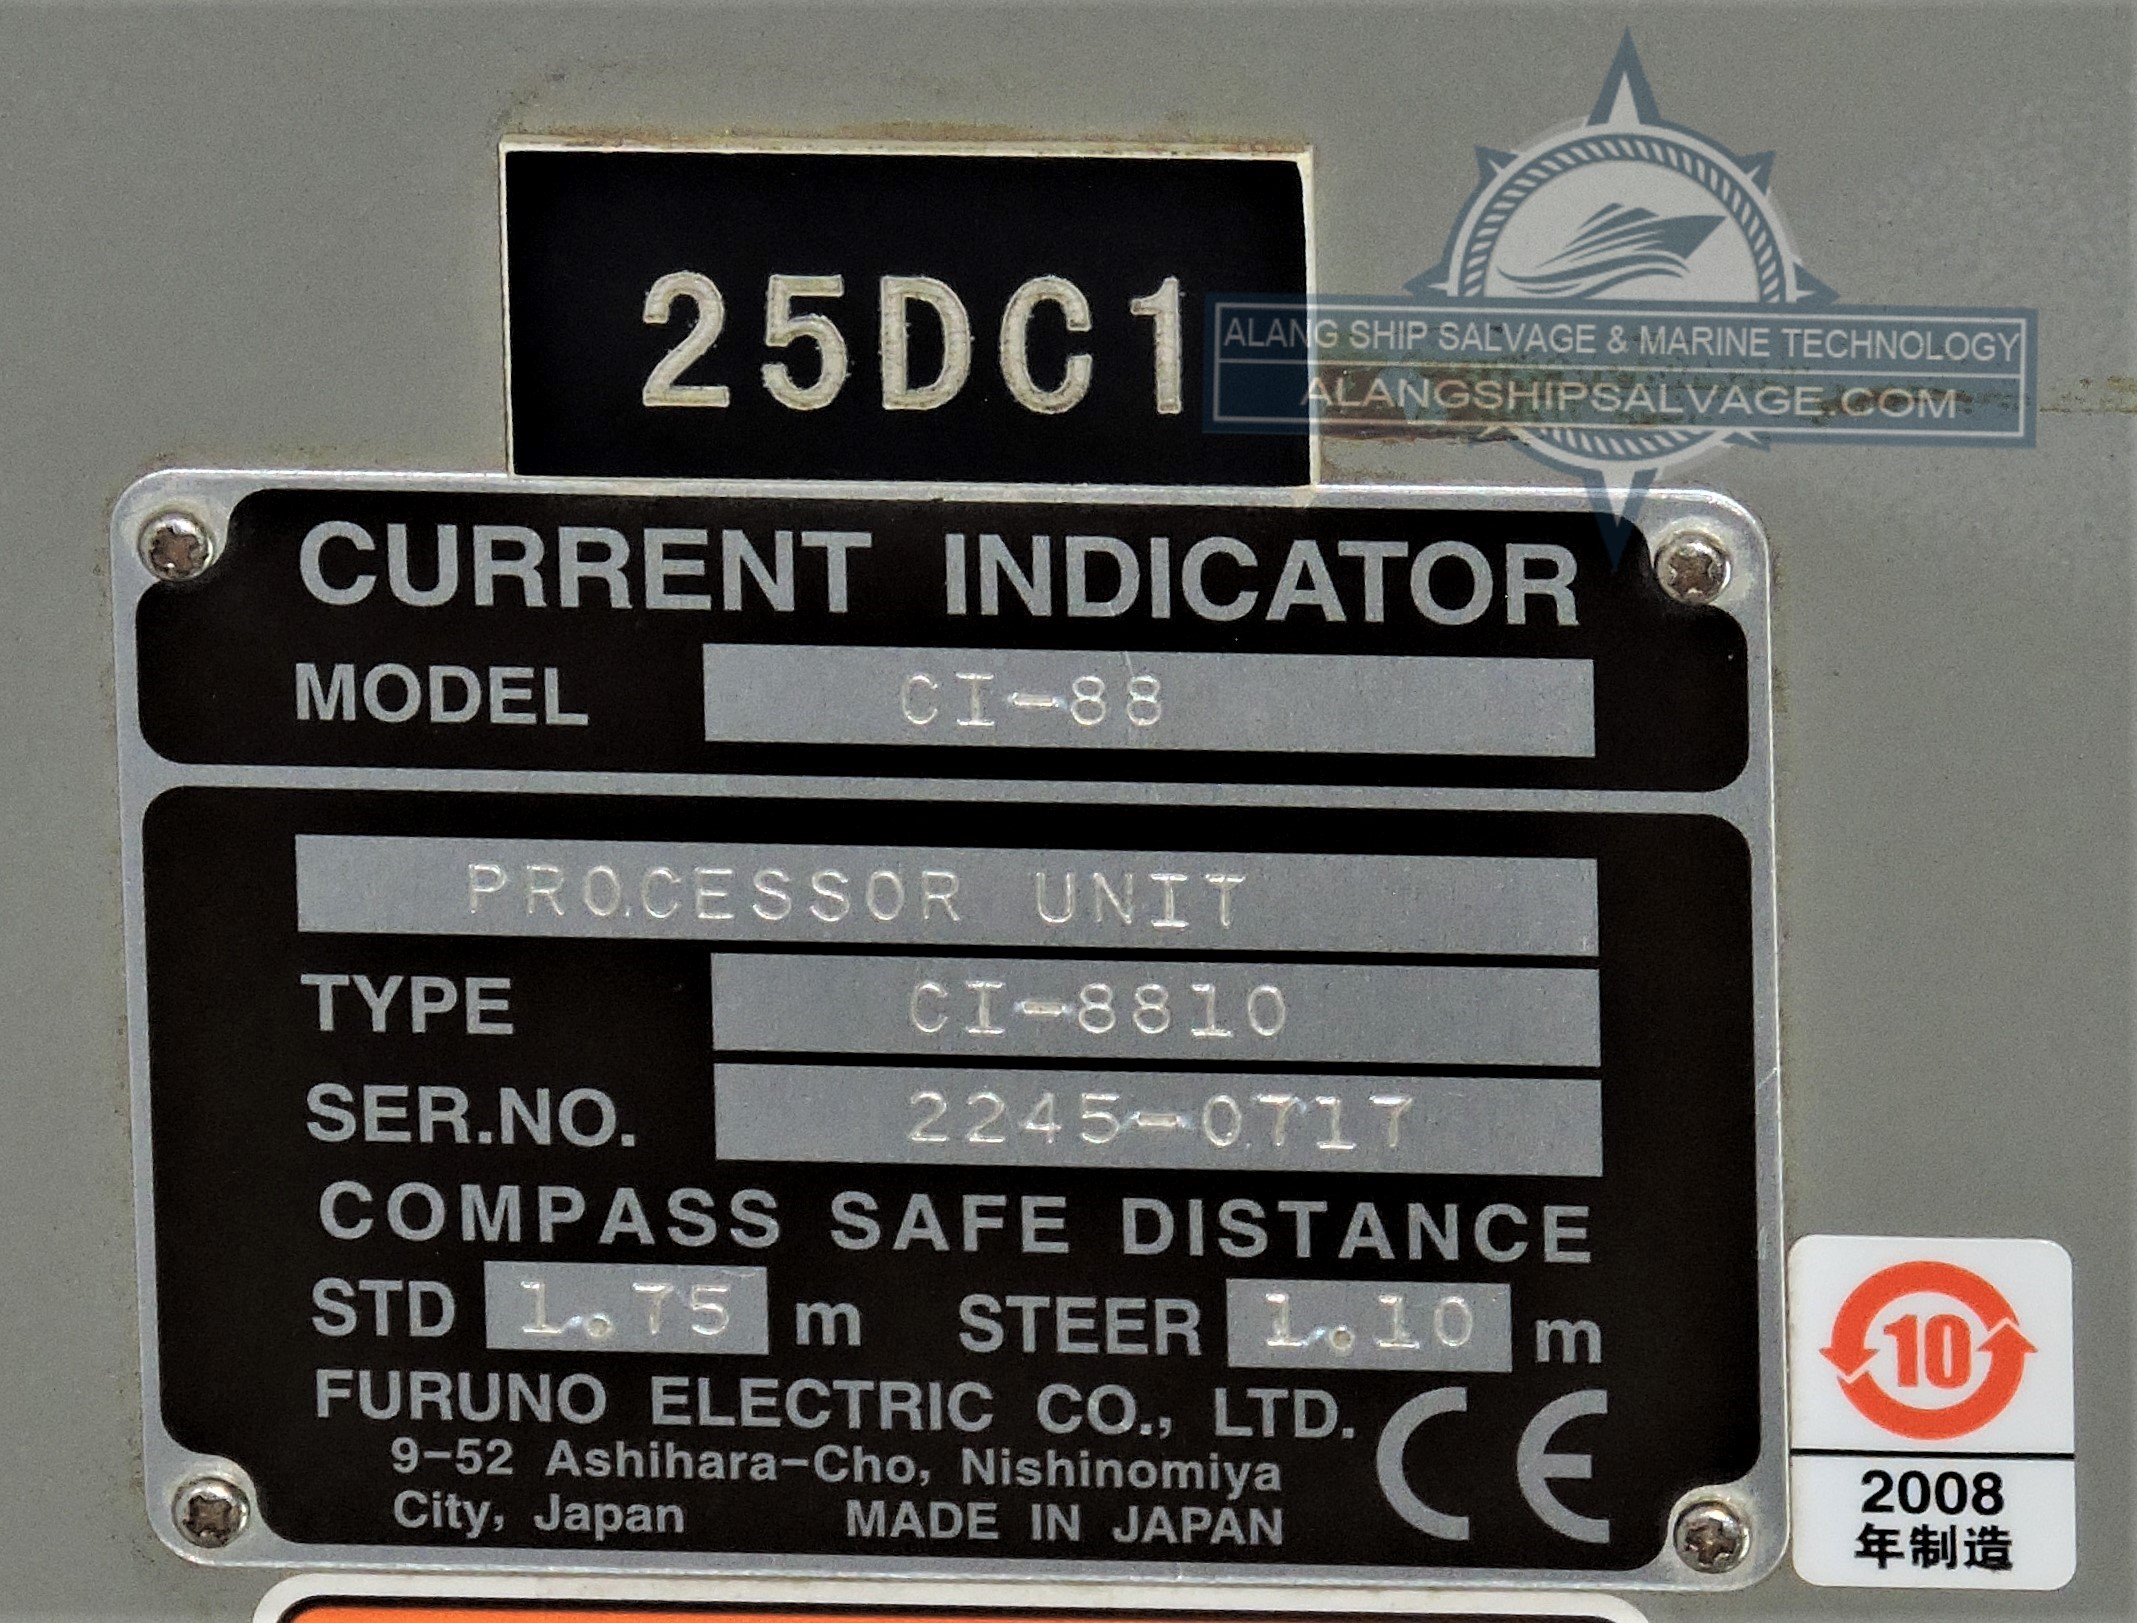 25DC1
ALANG SHIP SALVAGE & MARINE TECHNOLOGY
ALANGSHIPSALVAGE.COM
CURRENT INDICATOR
MODEL CI-88
PROCESSOR UNIT
TYPE CI-8810
SER.NO. 2245-0717
COMPASS SAFE DISTANCE
STD 1.75 m STEER 1.10 m
FURUNO ELECTRIC CO., LTD. CE
9-52 Ashihara-Cho, Nishinomiya
City, Japan MADE IN JAPAN
10
2008
年制造